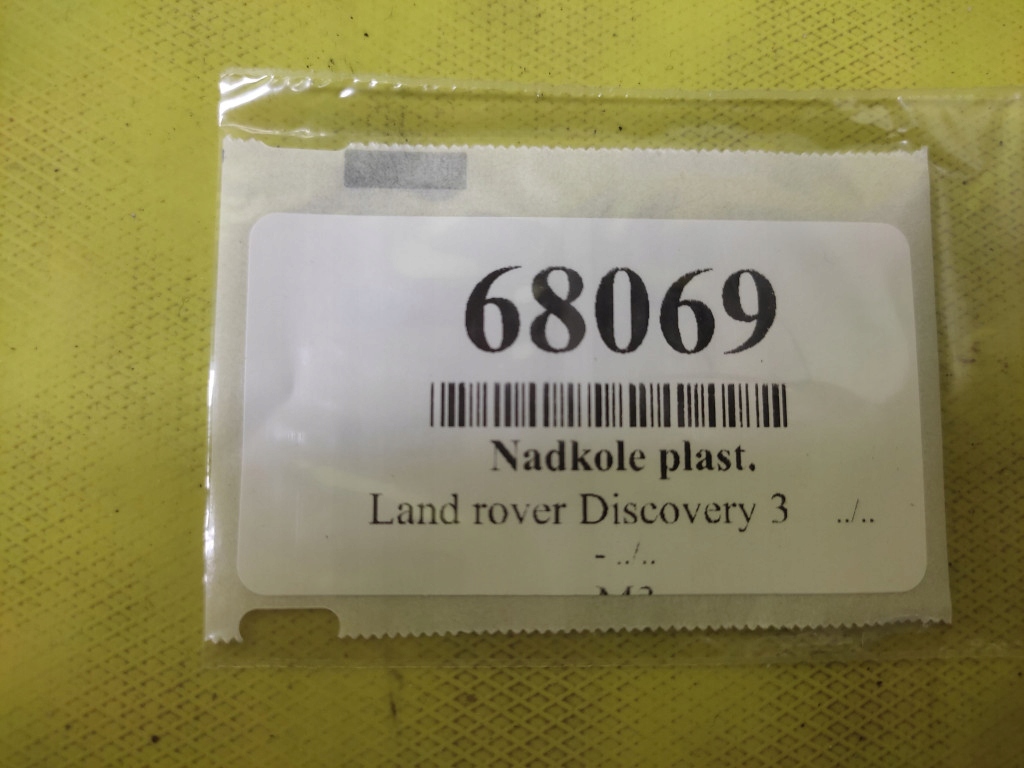 68069
Nadkole plast.
Land rover Discovery 3 ../..
- ../..